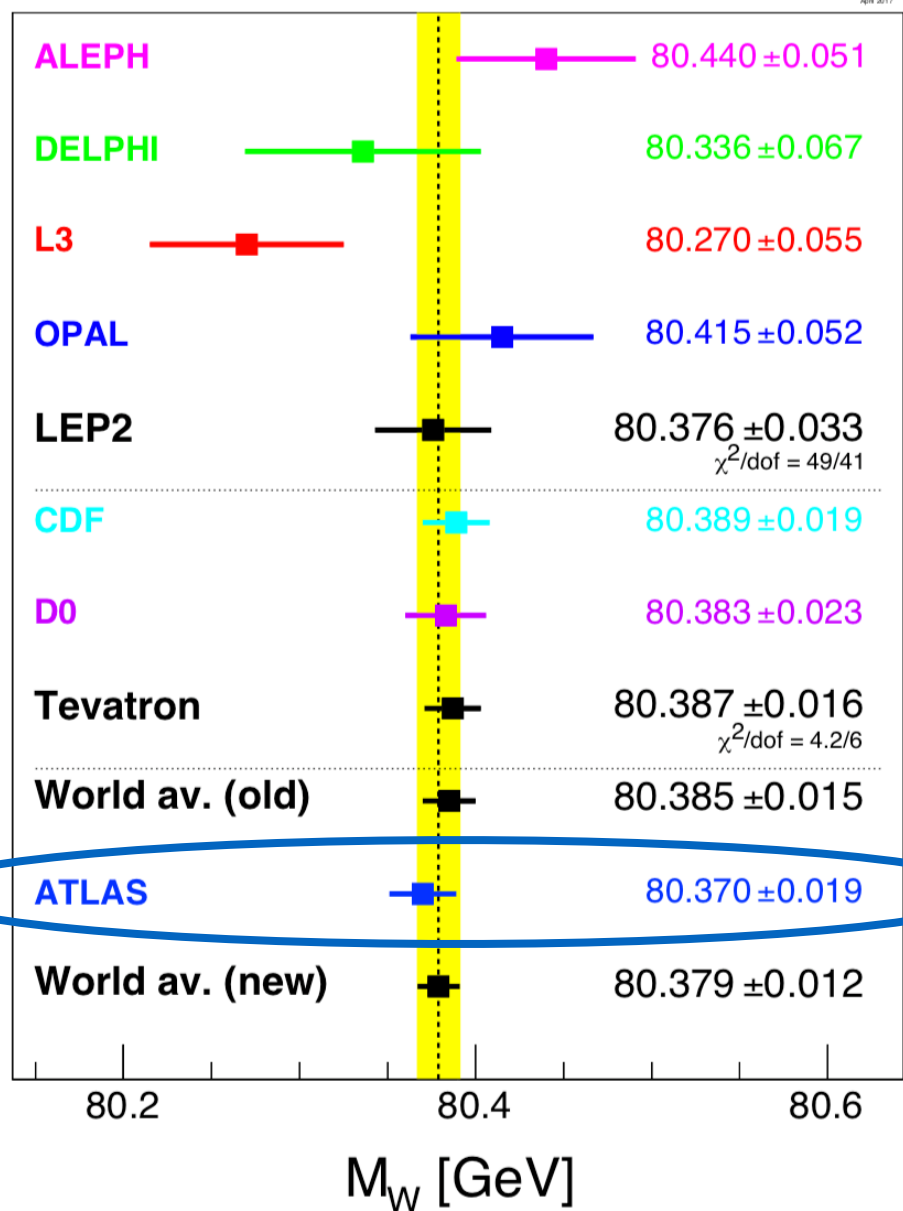 April 2017
ALEPH 80.440 ±0.051
DELPHI 80.336 ±0.067
L3 80.270 ±0.055
OPAL 80.415 ±0.052
LEP2 80.376 ±0.033
χ²/dof = 49/41
CDF 80.389 ±0.019
D0 80.383 ±0.023
Tevatron 80.387 ±0.016
χ²/dof = 4.2/6
World av. (old) 80.385 ±0.015
ATLAS 80.370 ±0.019
World av. (new) 80.379 ±0.012
80.2 80.4 80.6
M_W [GeV]